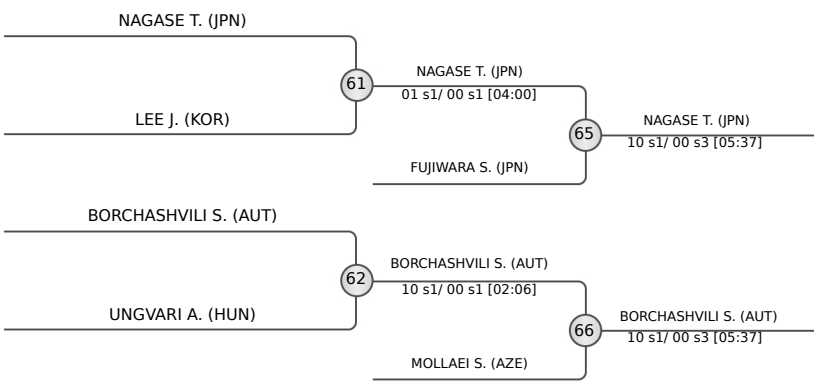 NAGASE T. (JPN)
61
NAGASE T. (JPN)
01 s1/ 00 s1 [04:00]
LEE J. (KOR)
65
NAGASE T. (JPN)
10 s1/ 00 s3 [05:37]
FUJIWARA S. (JPN)
BORCHASHVILI S. (AUT)
62
BORCHASHVILI S. (AUT)
10 s1/ 00 s1 [02:06]
UNGVARI A. (HUN)
66
BORCHASHVILI S. (AUT)
10 s1/ 00 s3 [05:37]
MOLLAEI S. (AZE)